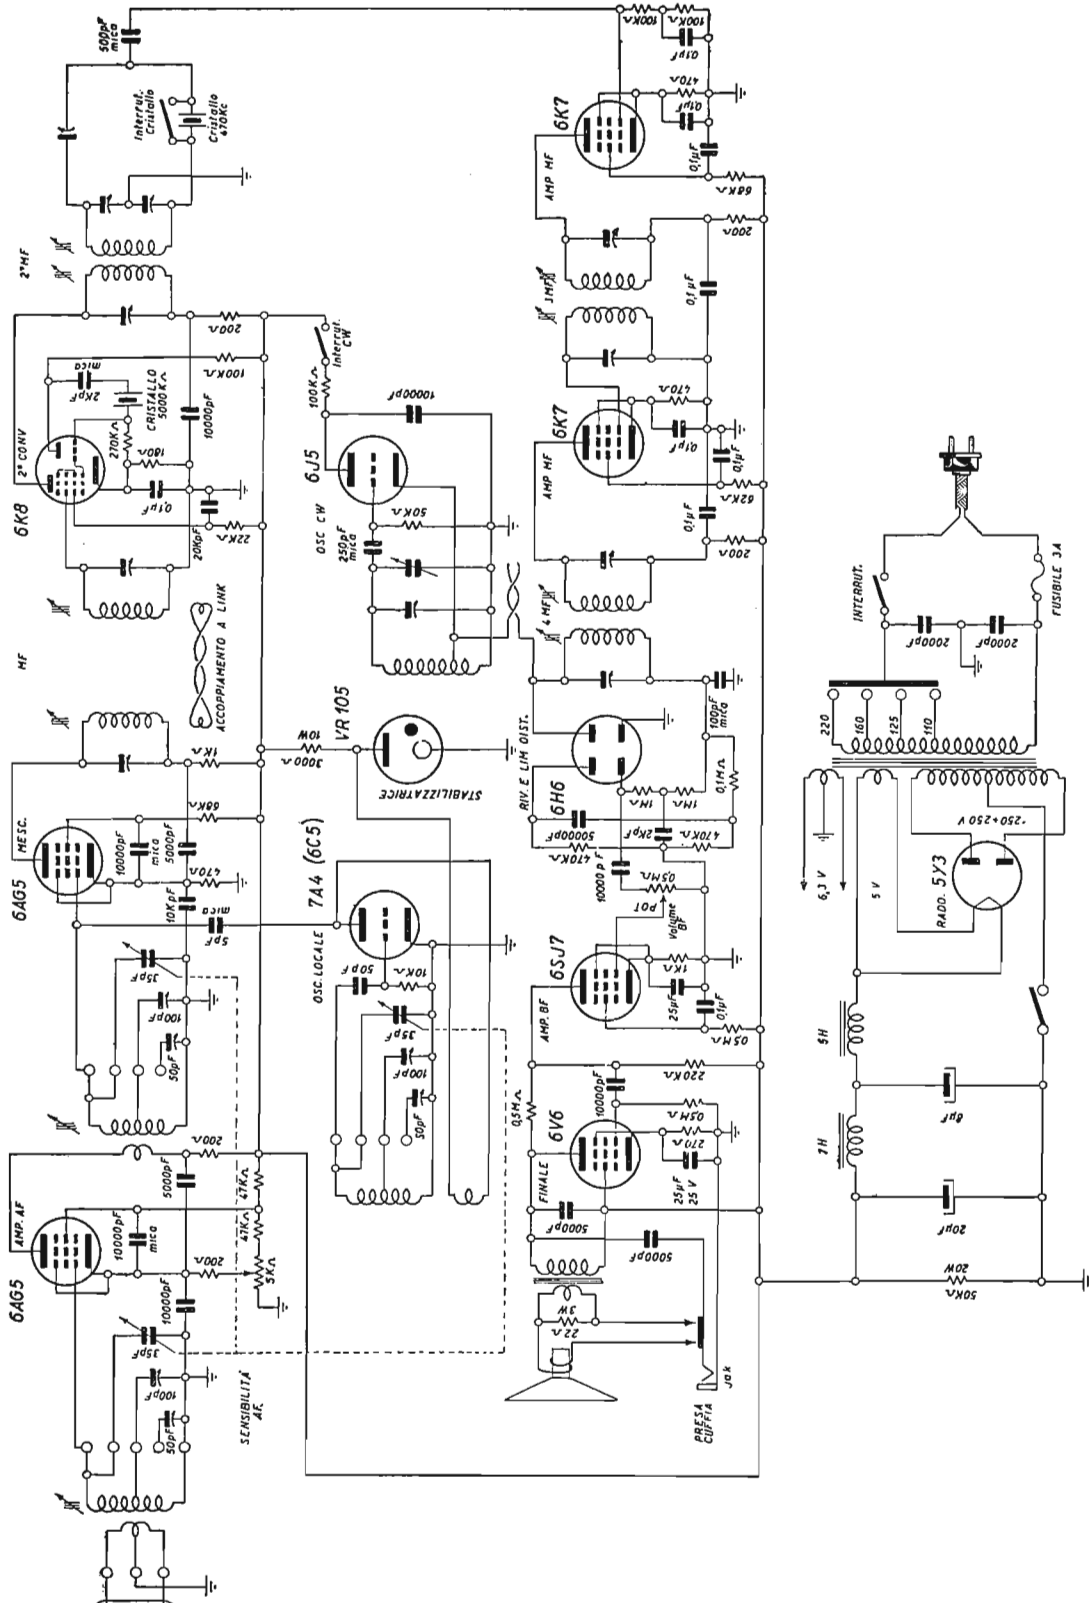 6AG5
AMP. AF
10000pF
mica
5000pF
200Ω
47KΩ
47KΩ
200Ω
5KΩ
10000pF
35pF
100pF
50pF
SENSIBILITÀ
AF.
6AG5
MESC.
10000pF
mica
5000pF
1KΩ
68KΩ
470Ω
10KpF
5pF
mica
35pF
100pF
50pF
MF
ACCOPPIAMENTO A LINK
6K8
2° CONV
2KpF
mica
CRISTALLO
5000KΩ
270KΩ
180Ω
0,1µF
20KpF
22KΩ
10000pF
100KΩ
200Ω
2°MF
500pF
mica
Interrut.
Cristallo
Cristallo
470Kc
7A4 (6C5)
OSC. LOCALE
50pF
10KΩ
35pF
100pF
50pF
VR 105
STABILIZZATRICE
3000Ω
10W
6J5
OSC CW
250pF
mica
50KΩ
100KΩ
10000pF
Interrut.
CW
6V6
FINALE
5000pF
5000pF
25µF
25 V
270Ω
0,5MΩ
10000pF
220KΩ
0,5MΩ
22Ω
3W
PRESA
CUFFIA
Jak
6SJ7
AMP. BF
25µF
1KΩ
0,1µF
0,5MΩ
Volume
BF
POT
0,5MΩ
10000pF
6H6
RIV. E LIM DIST.
470KΩ
50000pF
2KpF
470KΩ
1MΩ
1MΩ
0,1MΩ
100pF
mica
4 MF
6K7
AMP MF
470Ω
0,1µF
0,1µF
62KΩ
0,1µF
200Ω
3MF
6K7
AMP MF
470Ω
0,1µF
0,1µF
68KΩ
200Ω
0,1µF
100KΩ
100KΩ
0,1µF
INTERRUT.
FUSIBILE 3A
2000pF
2000pF
220
160
125
110
6,3 V
5 V
RADD. 5Y3
-250+250 V
5H
7H
8µF
20µF
50KΩ
20W